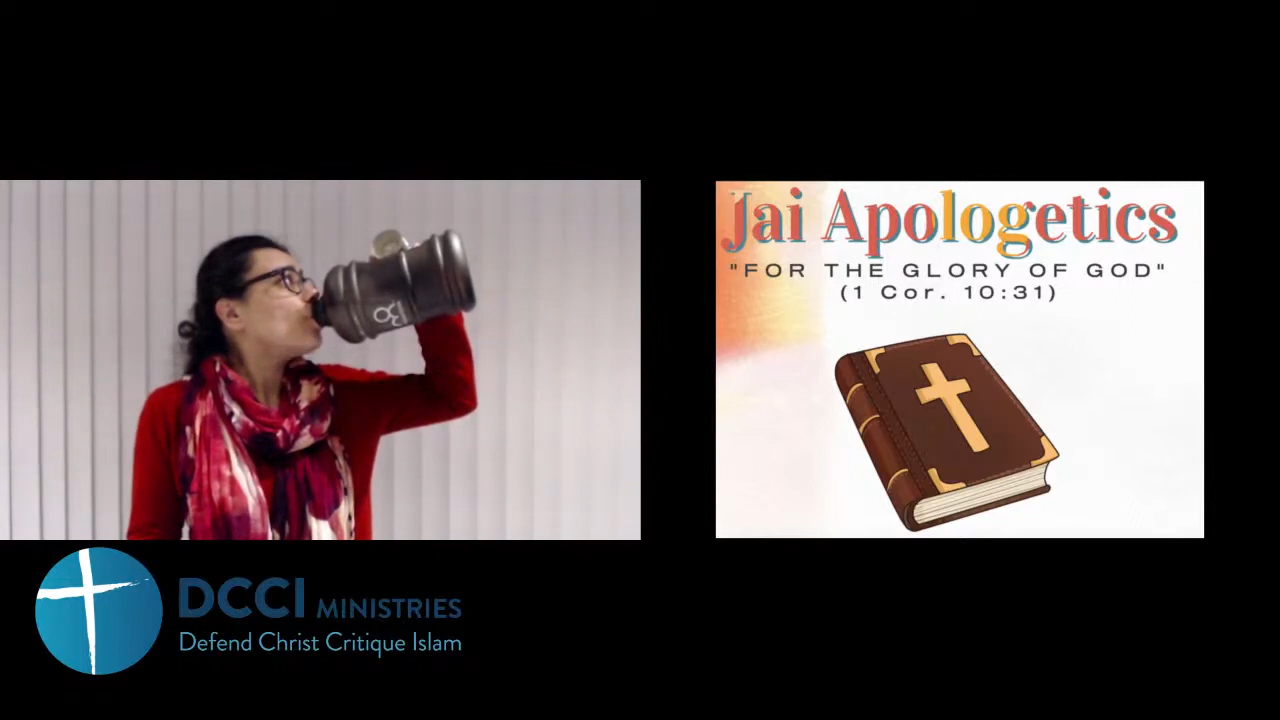 Jai Apologetics
"FOR THE GLORY OF GOD"
(1 Cor. 10:31)
DCCI MINISTRIES
Defend Christ Critique Islam